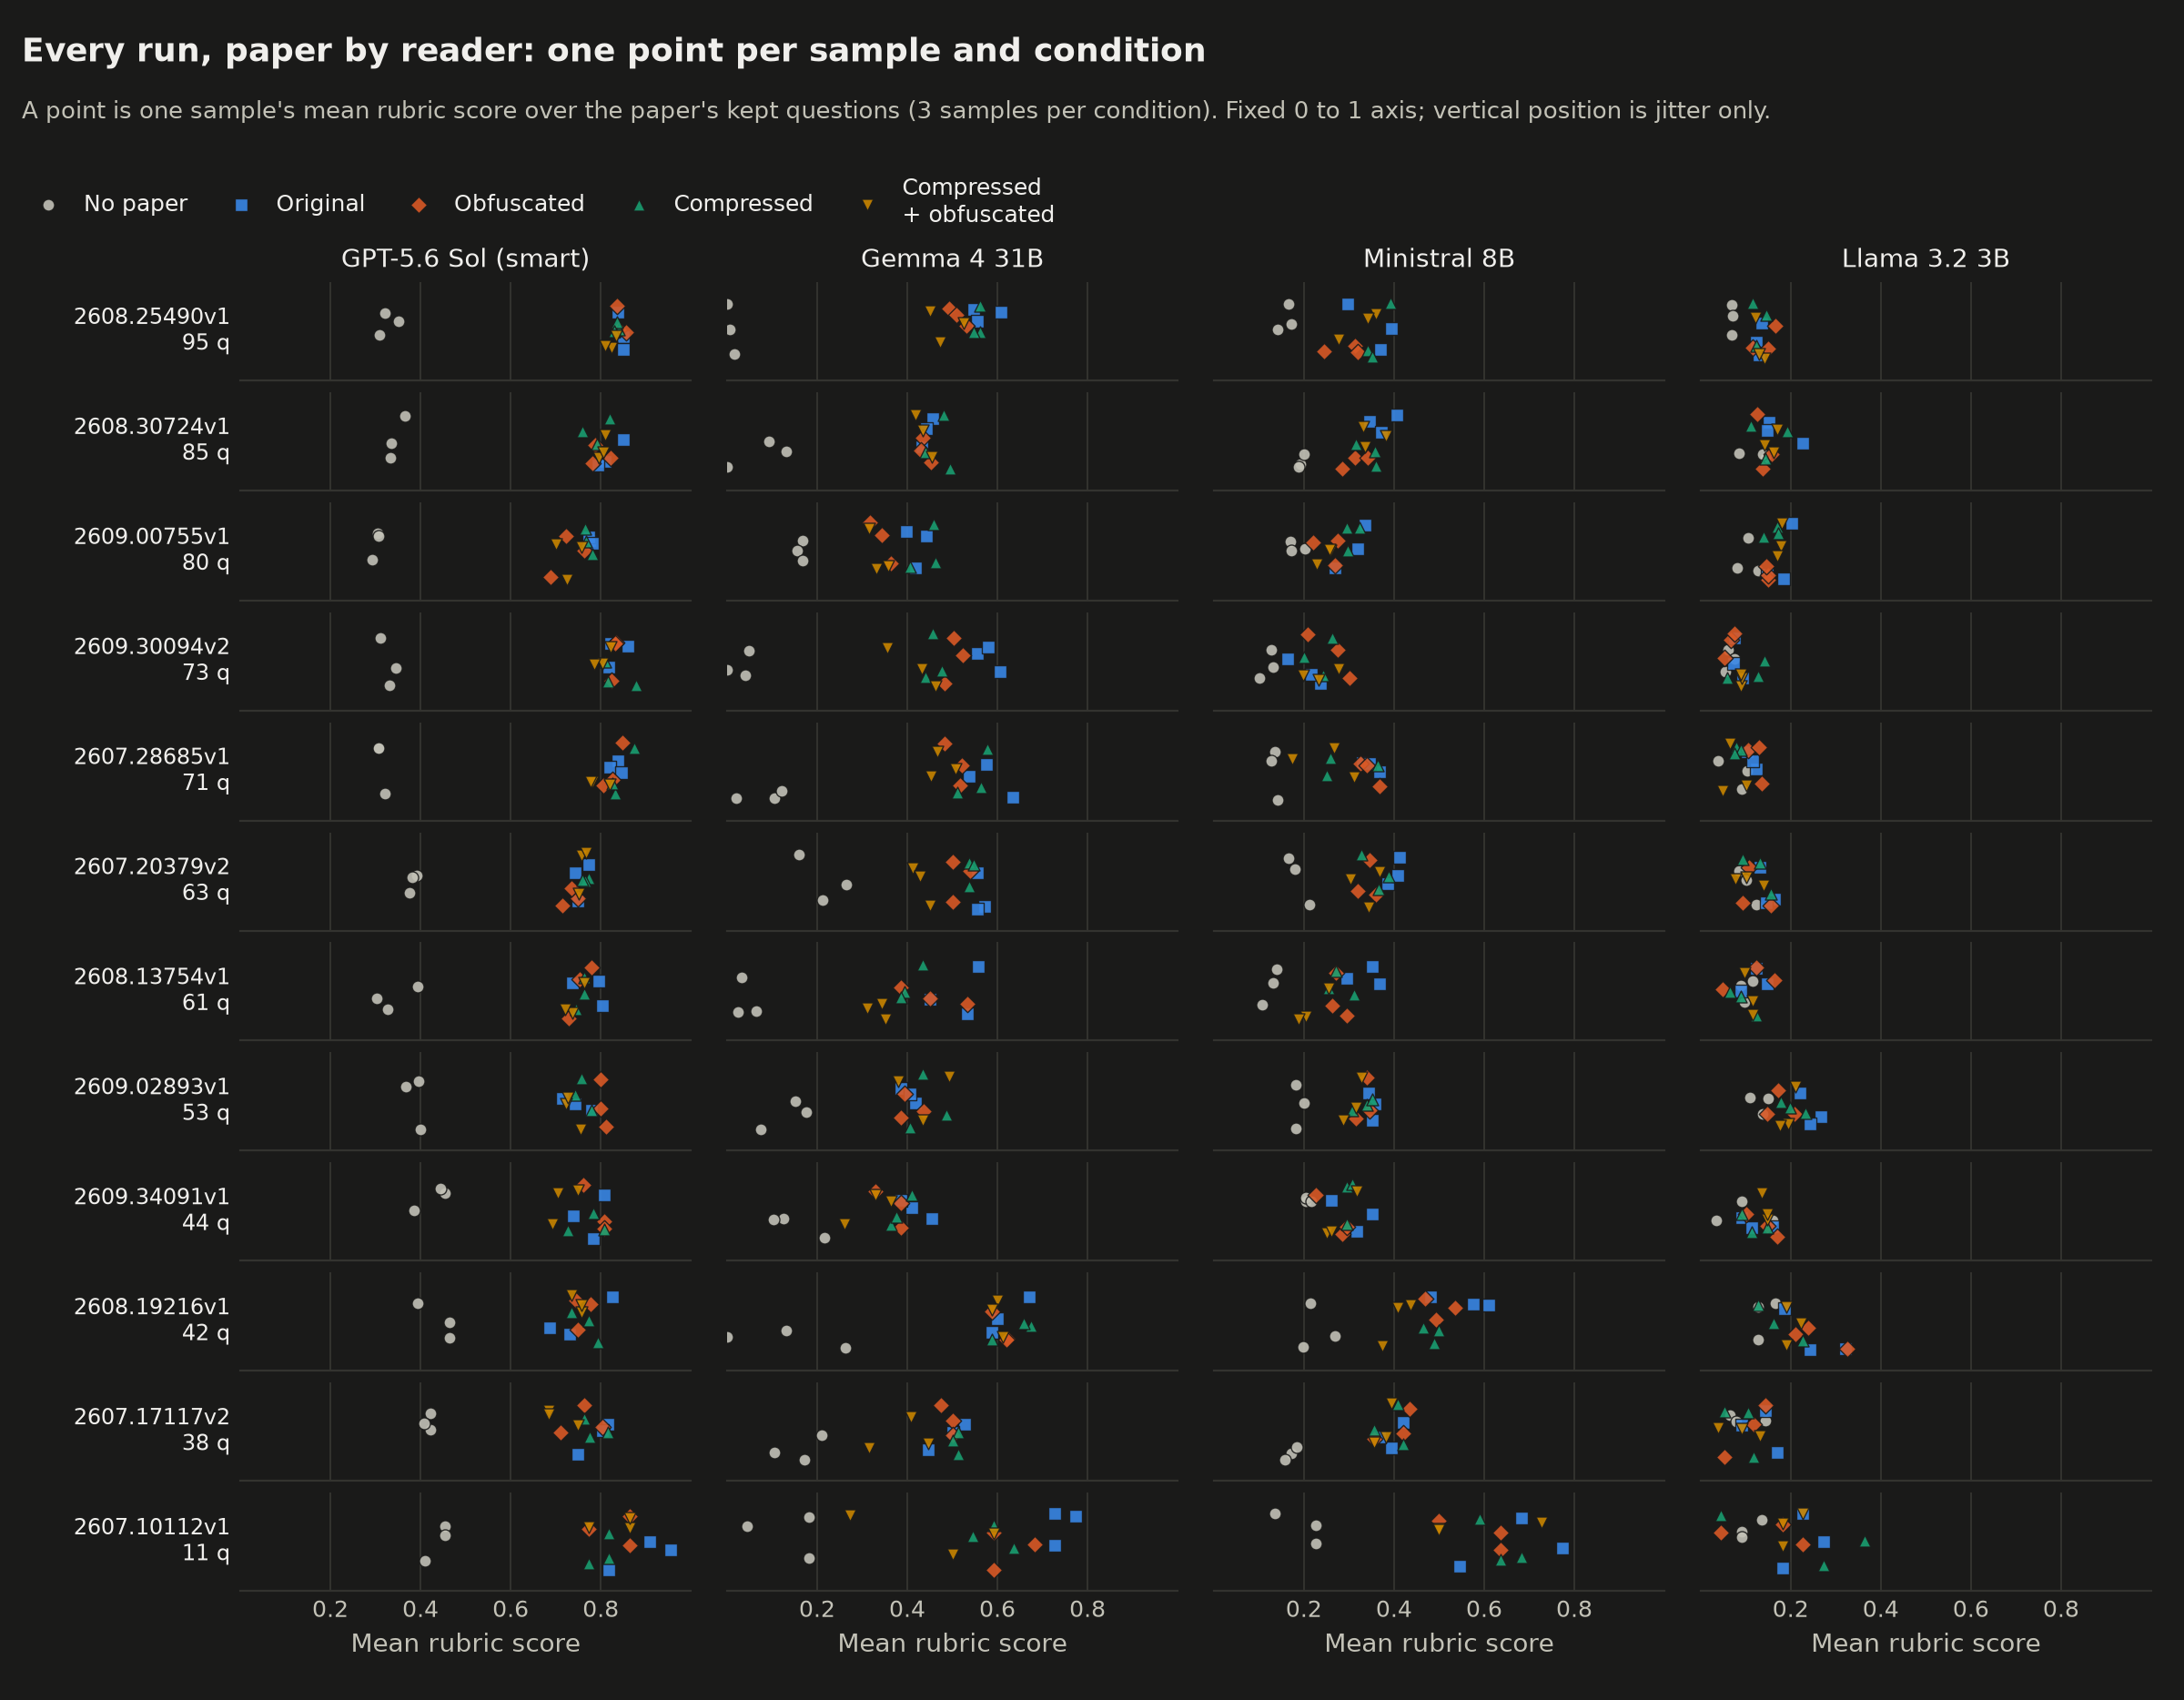 Every run, paper by reader: one point per sample and condition
A point is one sample's mean rubric score over the paper's kept questions (3 samples per condition). Fixed 0 to 1 axis; vertical position is jitter only.
No paper
Original
Obfuscated
Compressed
Compressed
+ obfuscated
GPT-5.6 Sol (smart)
Gemma 4 31B
Ministral 8B
Llama 3.2 3B
2608.25490v1
95 q
2608.30724v1
85 q
2609.00755v1
80 q
2609.30094v2
73 q
2607.28685v1
71 q
2607.20379v2
63 q
2608.13754v1
61 q
2609.02893v1
53 q
2609.34091v1
44 q
2608.19216v1
42 q
2607.17117v2
38 q
2607.10112v1
11 q
0.2 0.4 0.6 0.8 0.2 0.4 0.6 0.8 0.2 0.4 0.6 0.8 0.2 0.4 0.6 0.8
Mean rubric score Mean rubric score Mean rubric score Mean rubric score